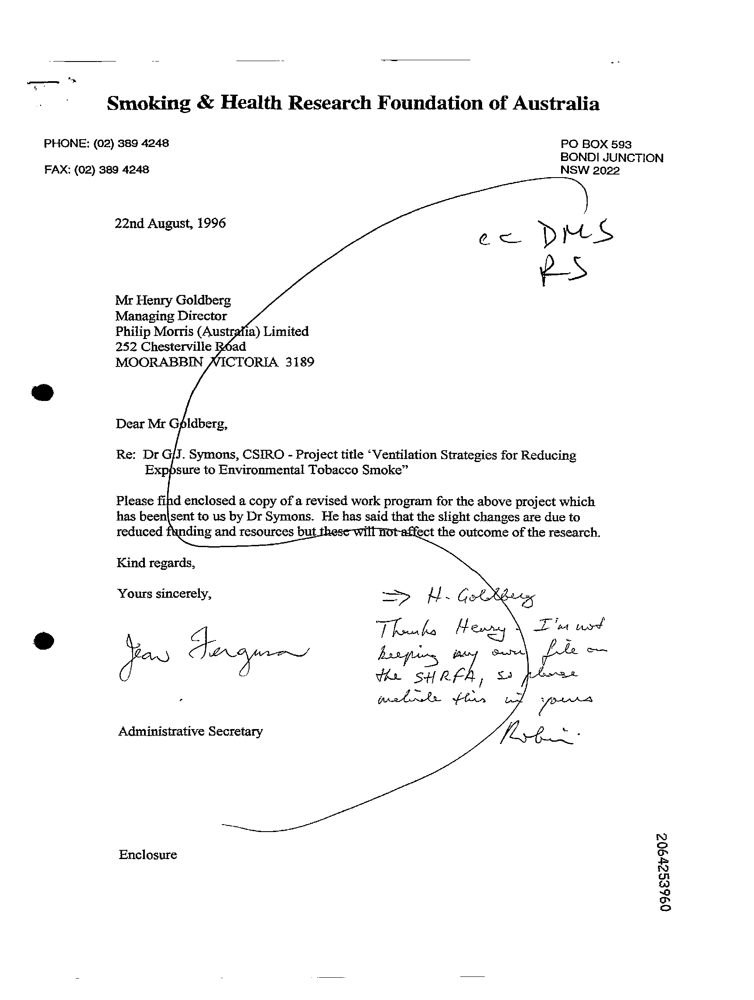 Smoking & Health Research Foundation of Australia
PHONE: (02) 389 4248
FAX: (02) 389 4248
PO BOX 593
BONDI JUNCTION
NSW 2022
22nd August, 1996
cc DMS
RS
Mr Henry Goldberg
Managing Director
Philip Morris (Australia) Limited
252 Chesterville Road
MOORABBIN VICTORIA 3189
Dear Mr Goldberg,
Re: Dr G.J. Symons, CSIRO - Project title ‘Ventilation Strategies for Reducing
Exposure to Environmental Tobacco Smoke”
Please find enclosed a copy of a revised work program for the above project which
has been sent to us by Dr Symons. He has said that the slight changes are due to
reduced funding and resources but these will not affect the outcome of the research.
Kind regards,
Yours sincerely,
Jean Ferguson
⇒ H. Goldberg
Thanks Henry. I'm not
keeping my own file on
the SHRFA, so please
include this in yours
Robin.
Administrative Secretary
Enclosure
2064253960